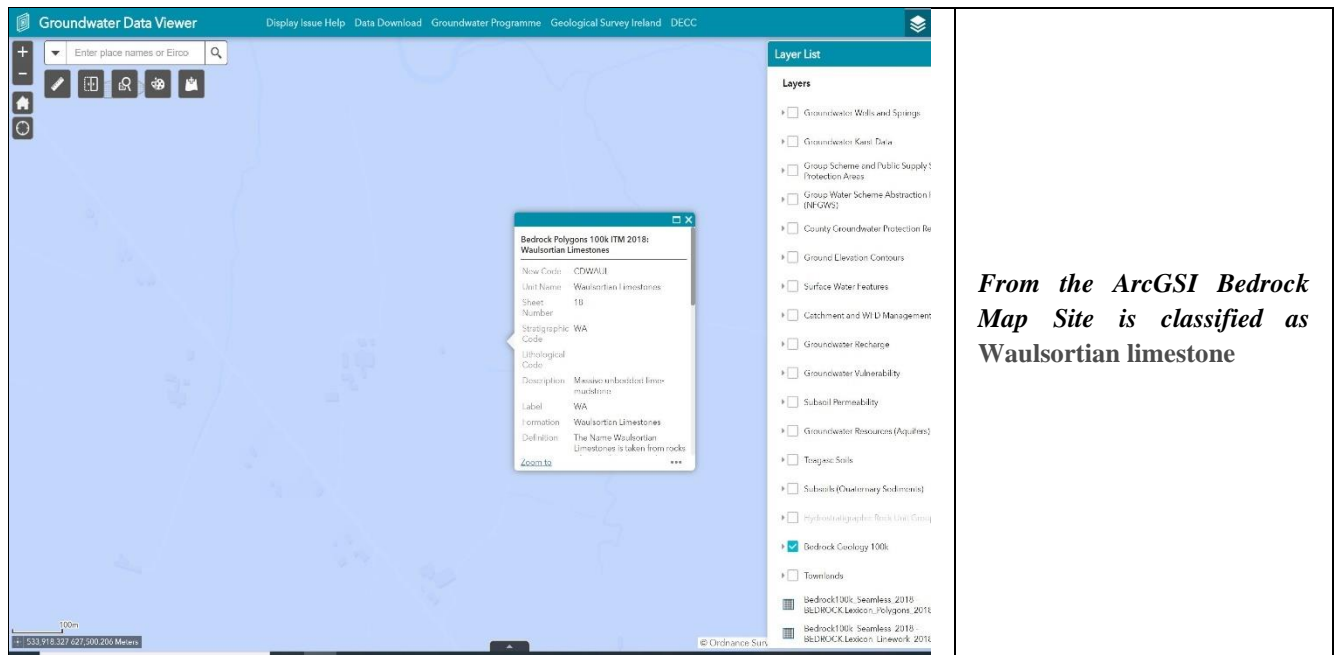 Groundwater Data Viewer
Display Issue Help Data Download Groundwater Programme Geological Survey Ireland DECC
Enter place names or Eirco
Layer List
Layers
Groundwater Wells and Springs
Groundwater Karst Data
Group Scheme and Public Supply S
Protection Areas
Group Water Scheme Abstraction
(NFGWS)
County Groundwater Protection Re
Ground Elevation Contours
Surface Water Features
Catchment and WFD Management
Groundwater Recharge
Groundwater Vulnerability
Subsoil Permeability
Groundwater Resources (Aquifers)
Teagasc Soils
Subsoils (Quaternary Sediments)
Hydrostratigraphic Rock Unit Group
Bedrock Geology 100k
Townlands
Bedrock100k_Seamless_2018 -
BEDROCK.Lexicon_Polygons_2018
Bedrock100k_Seamless_2018 -
BEDROCK.Lexicon_Linework_2018
Bedrock Polygons 100k ITM 2018:
Waulsortian Limestones
New Code CDWAUL
Unit Name Waulsortian Limestones
Sheet 18
Number
Stratigraphic WA
Code
Lithological
Code
Description Massive unbedded lime-
mudstone
Label WA
Formation Waulsortian Limestones
Definition The Name Waulsortian
Limestones is taken from rocks
Zoom to
100m
533,918.327 627,500.206 Meters
© Ordnance Surv
From the ArcGSI Bedrock
Map Site is classified as
Waulsortian limestone